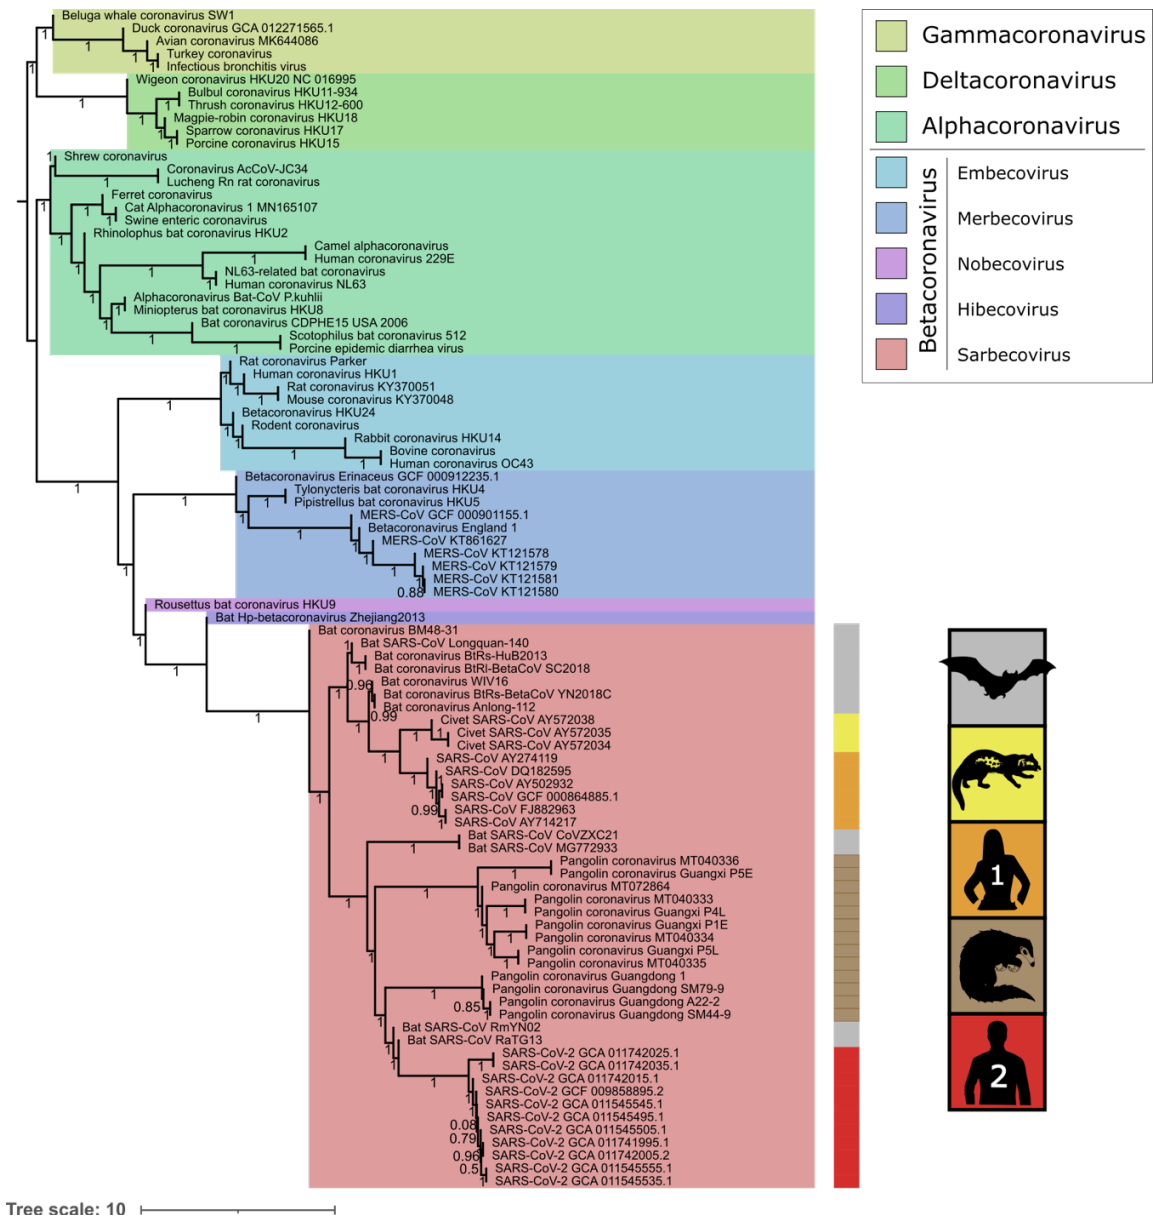 Beluga whale coronavirus SW1
Duck coronavirus GCA 012271565.1
Avian coronavirus MK644086
Turkey coronavirus
Infectious bronchitis virus
Wigeon coronavirus HKU20 NC 016995
Bulbul coronavirus HKU11-934
Thrush coronavirus HKU12-600
Magpie-robin coronavirus HKU18
Sparrow coronavirus HKU17
Porcine coronavirus HKU15
Shrew coronavirus
Coronavirus AcCoV-JC34
Lucheng Rn rat coronavirus
Ferret coronavirus
Cat Alphacoronavirus 1 MN165107
Swine enteric coronavirus
Rhinolophus bat coronavirus HKU2
Camel alphacoronavirus
Human coronavirus 229E
NL63-related bat coronavirus
Human coronavirus NL63
Alphacoronavirus Bat-CoV P.kuhlii
Miniopterus bat coronavirus HKU8
Bat coronavirus CDPHE15 USA 2006
Scotophilus bat coronavirus 512
Porcine epidemic diarrhea virus
Rat coronavirus Parker
Human coronavirus HKU1
Rat coronavirus KY370051
Mouse coronavirus KY370048
Betacoronavirus HKU24
Rodent coronavirus
Rabbit coronavirus HKU14
Bovine coronavirus
Human coronavirus OC43
Betacoronavirus Erinaceus GCF 000912235.1
Tylonycteris bat coronavirus HKU4
Pipistrellus bat coronavirus HKU5
MERS-CoV GCF 000901155.1
Betacoronavirus England 1
MERS-CoV KT861627
MERS-CoV KT121578
MERS-CoV KT121579
MERS-CoV KT121581
0.88 MERS-CoV KT121580
Rousettus bat coronavirus HKU9
Bat Hp-betacoronavirus Zhejiang2013
Bat coronavirus BM48-31
Bat SARS-CoV Longquan-140
Bat coronavirus BtRs-HuB2013
Bat coronavirus BtRl-BetaCoV SC2018
0.96 Bat coronavirus WIV16
Bat coronavirus BtRs-BetaCoV YN2018C
Bat coronavirus Anlong-112
0.99
Civet SARS-CoV AY572038
Civet SARS-CoV AY572035
Civet SARS-CoV AY572034
SARS-CoV AY274119
SARS-CoV DQ182595
SARS-CoV AY502932
SARS-CoV GCF 000864885.1
0.99 SARS-CoV FJ882963
SARS-CoV AY714217
Bat SARS-CoV CoVZXC21
Bat SARS-CoV MG772933
Pangolin coronavirus MT040336
Pangolin coronavirus Guangxi P5E
Pangolin coronavirus MT072864
Pangolin coronavirus MT040333
Pangolin coronavirus Guangxi P4L
Pangolin coronavirus Guangxi P1E
Pangolin coronavirus MT040334
Pangolin coronavirus Guangxi P5L
Pangolin coronavirus MT040335
Pangolin coronavirus Guangdong 1
Pangolin coronavirus Guangdong SM79-9
0.85 Pangolin coronavirus Guangdong A22-2
Pangolin coronavirus Guangdong SM44-9
Bat SARS-CoV RmYN02
Bat SARS-CoV RaTG13
SARS-CoV-2 GCA 011742025.1
SARS-CoV-2 GCA 011742035.1
SARS-CoV-2 GCA 011742015.1
SARS-CoV-2 GCF 009858895.2
SARS-CoV-2 GCA 011545545.1
SARS-CoV-2 GCA 011545495.1
0.08 SARS-CoV-2 GCA 011545505.1
0.79 SARS-CoV-2 GCA 011741995.1
0.96 SARS-CoV-2 GCA 011742005.2
0.5 SARS-CoV-2 GCA 011545555.1
SARS-CoV-2 GCA 011545535.1
Tree scale: 10
Gammacoronavirus
Deltacoronavirus
Alphacoronavirus
Betacoronavirus
Embecovirus
Merbecovirus
Nobecovirus
Hibecovirus
Sarbecovirus
1
2